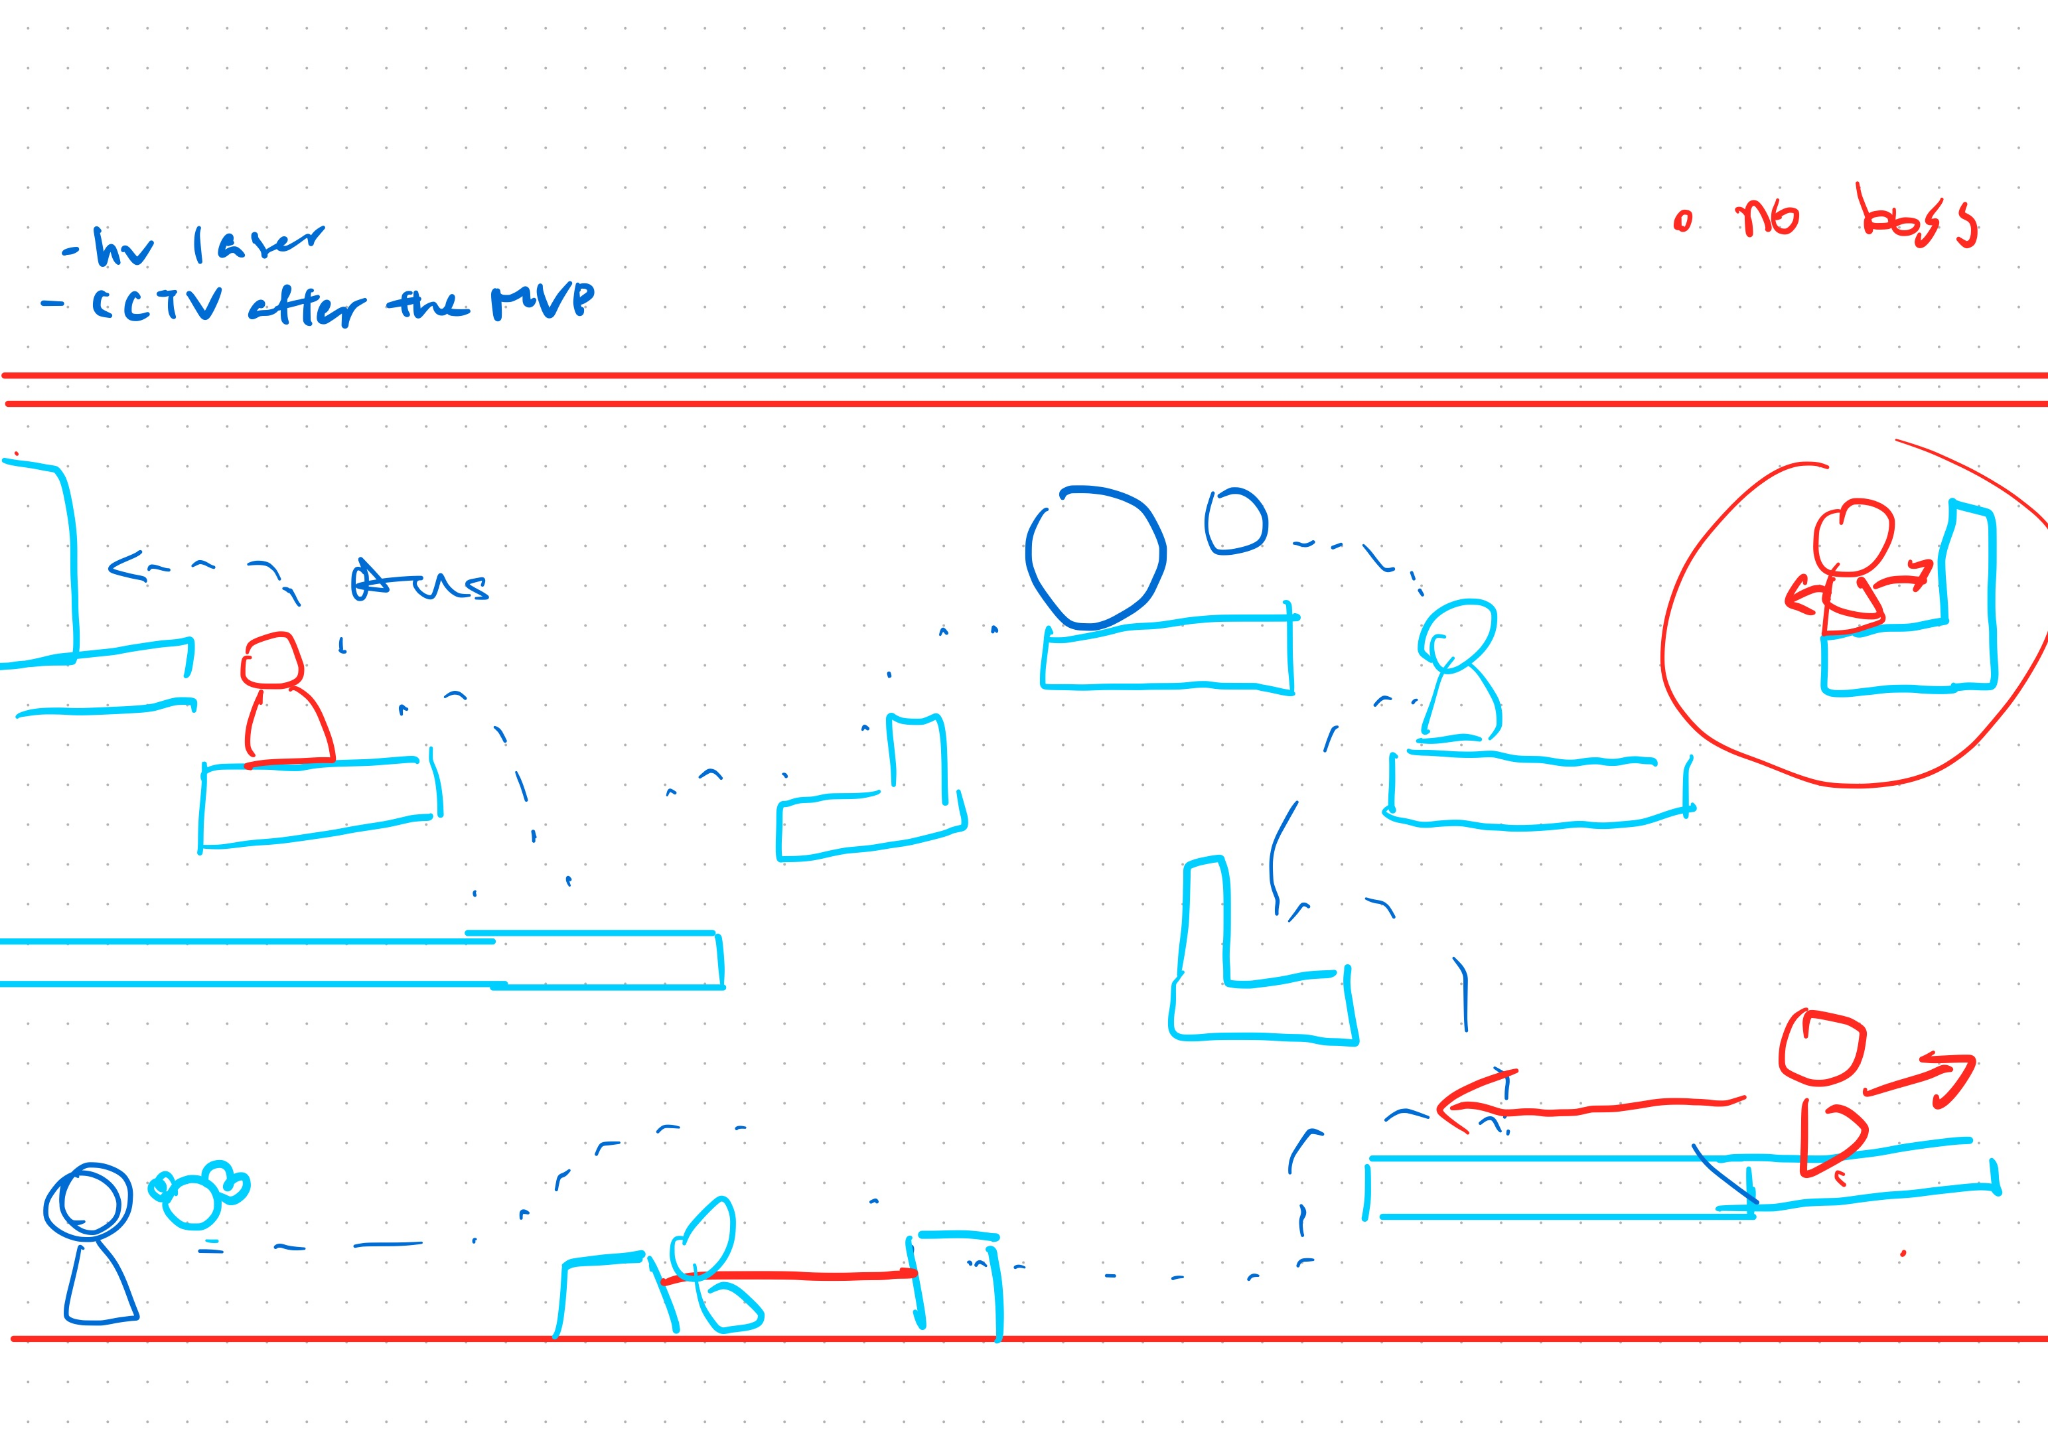 - hv laser
- CCTV after the MVP
o no boss